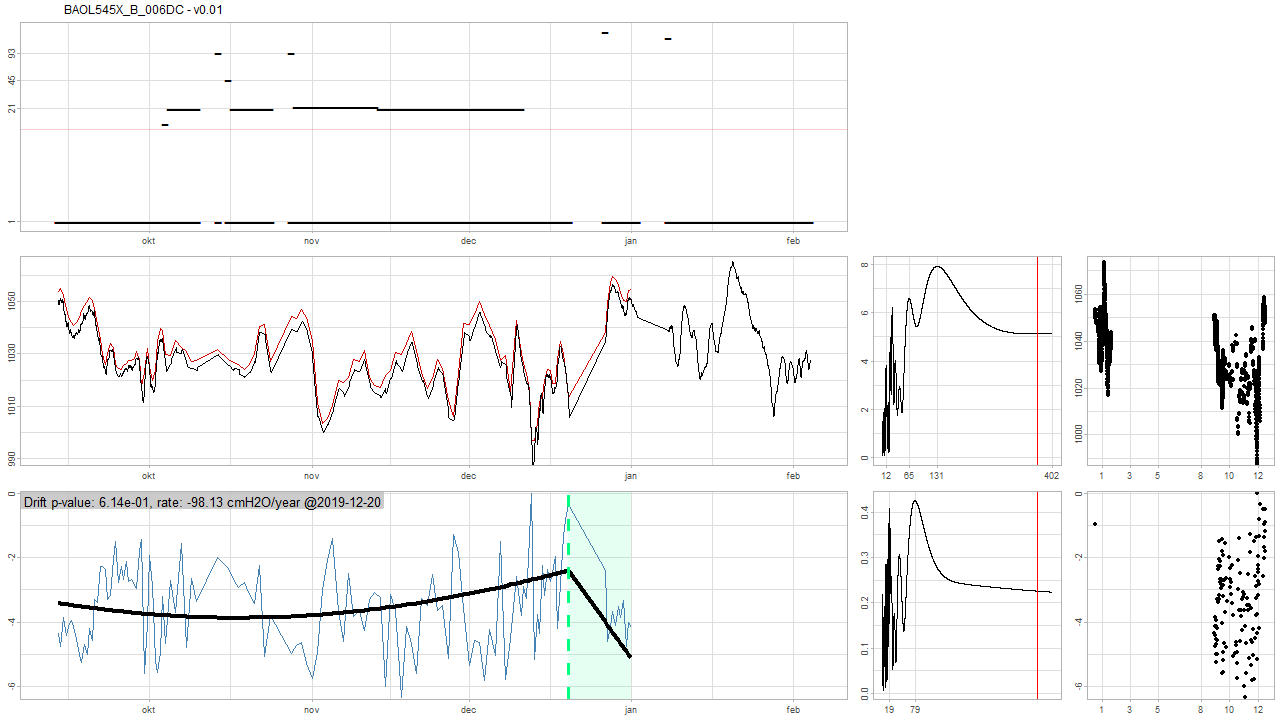 BAOL545X_B_006DC - v0.01
93
45
21
1
okt
nov
dec
jan
feb
1050
1030
1010
990
okt
nov
dec
jan
feb
8
6
4
2
0
12
65
131
402
1060
1040
1020
1000
1
3
5
8
10
12
Drift p-value: 6.14e-01, rate: -98.13 cmH2O/year @2019-12-20
0
-2
-4
-6
okt
nov
dec
jan
feb
0.4
0.3
0.2
0.1
0.0
19
79
0
-2
-4
-6
1
3
5
8
10
12